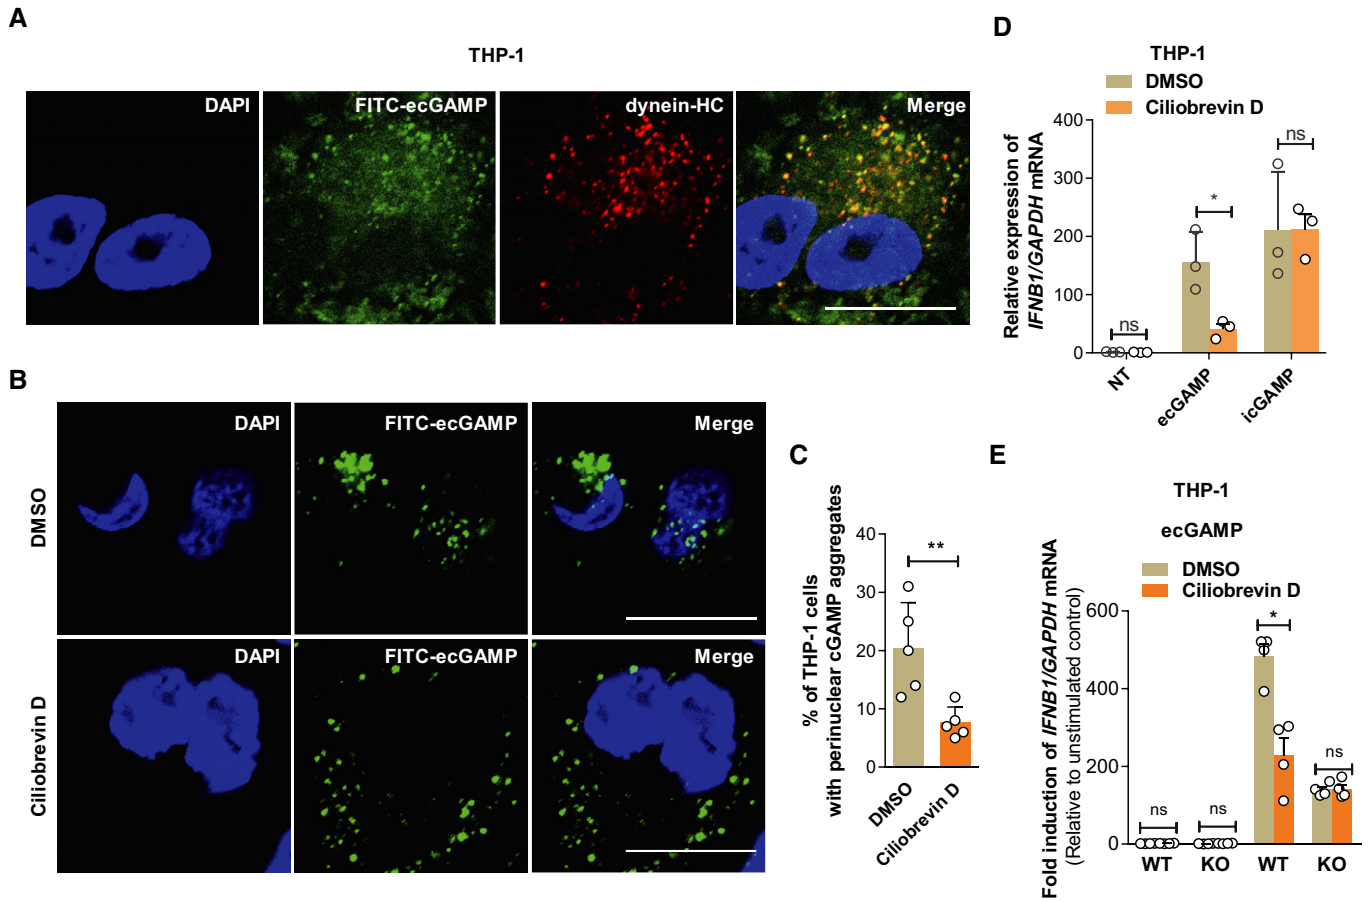 A
THP-1
DAPI
FITC-ecGAMP
dynein-HC
Merge
B
DMSO
DAPI
FITC-ecGAMP
Merge
Ciliobrevin D
DAPI
FITC-ecGAMP
Merge
C
% of THP-1 cells
with perinuclear cGAMP aggregates
40
30
20
10
0
**
DMSO
Ciliobrevin D
D
THP-1
DMSO
Ciliobrevin D
Relative expression of
IFNB1/GAPDH mRNA
400
300
200
100
0
ns
*
ns
NT
ecGAMP
icGAMP
E
THP-1
ecGAMP
DMSO
Ciliobrevin D
Fold induction of IFNB1/GAPDH mRNA
(Relative to unstimulated control)
600
400
200
0
ns
ns
*
ns
WT
KO
WT
KO